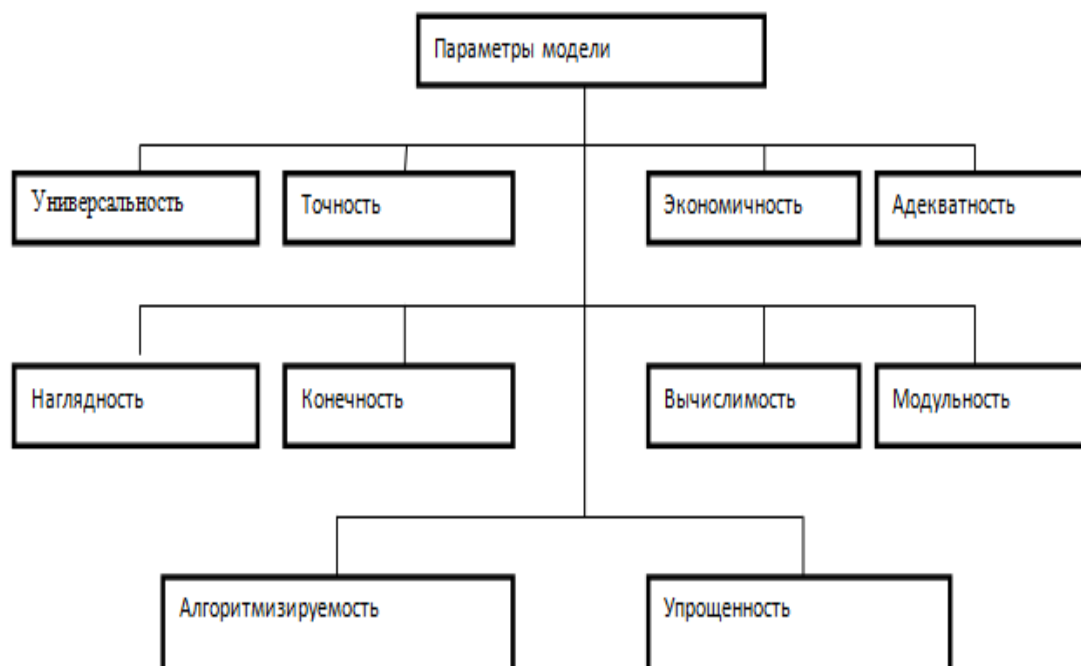 Параметры модели
Универсальность
Точность
Экономичность
Адекватность
Наглядность
Конечность
Вычислимость
Модульность
Алгоритмизируемость
Упрощенность